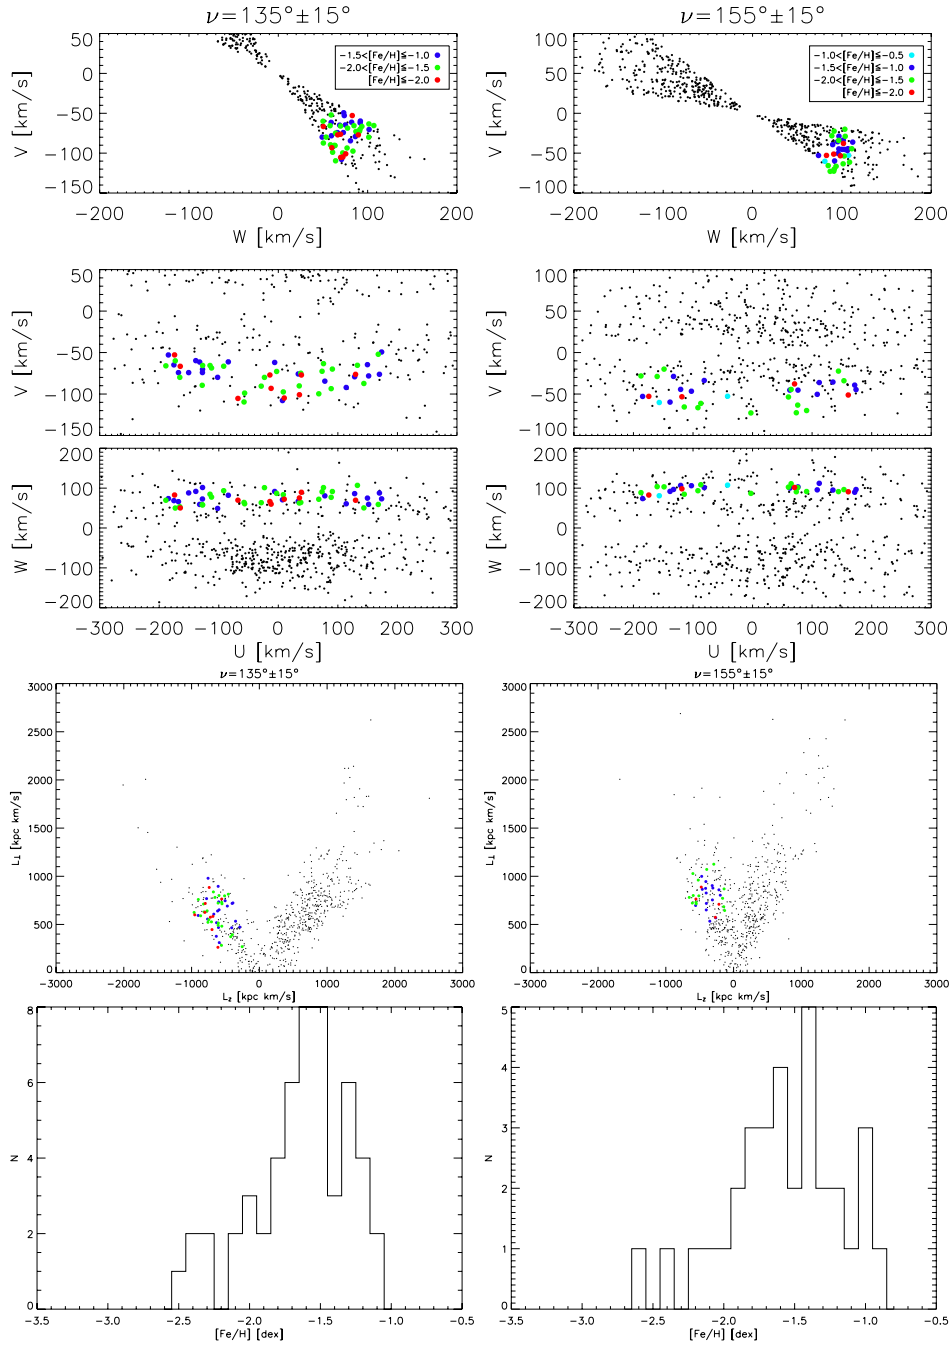 ν=135°±15° ν=155°±15°
50
0
−50
−100
−150
V [km/s]
−1.5<[Fe/H]≦−1.0
−2.0<[Fe/H]≦−1.5
[Fe/H]≦−2.0
−200 −100 0 100 200
W [km/s]
100
50
0
−50
−100
V [km/s]
−1.0<[Fe/H]≦−0.5
−1.5<[Fe/H]≦−1.0
−2.0<[Fe/H]≦−1.5
[Fe/H]≦−2.0
−200 −100 0 100 200
W [km/s]
50
0
−50
−100
−150
V [km/s]
100
50
0
−50
−100
V [km/s]
200
100
0
−100
−200
W [km/s]
−300 −200 −100 0 100 200 300
U [km/s]
200
100
0
−100
−200
W [km/s]
−300 −200 −100 0 100 200 300
U [km/s]
ν=135°±15°
3000
2500
2000
1500
1000
500
0
L⊥ [kpc km/s]
−3000 −2000 −1000 0 1000 2000 3000
Lz [kpc km/s]
ν=155°±15°
3000
2500
2000
1500
1000
500
0
L⊥ [kpc km/s]
−3000 −2000 −1000 0 1000 2000 3000
Lz [kpc km/s]
8
6
4
2
0
N
−3.5 −3.0 −2.5 −2.0 −1.5 −1.0 −0.5
[Fe/H] [dex]
5
4
3
2
1
0
N
−3.5 −3.0 −2.5 −2.0 −1.5 −1.0 −0.5
[Fe/H] [dex]